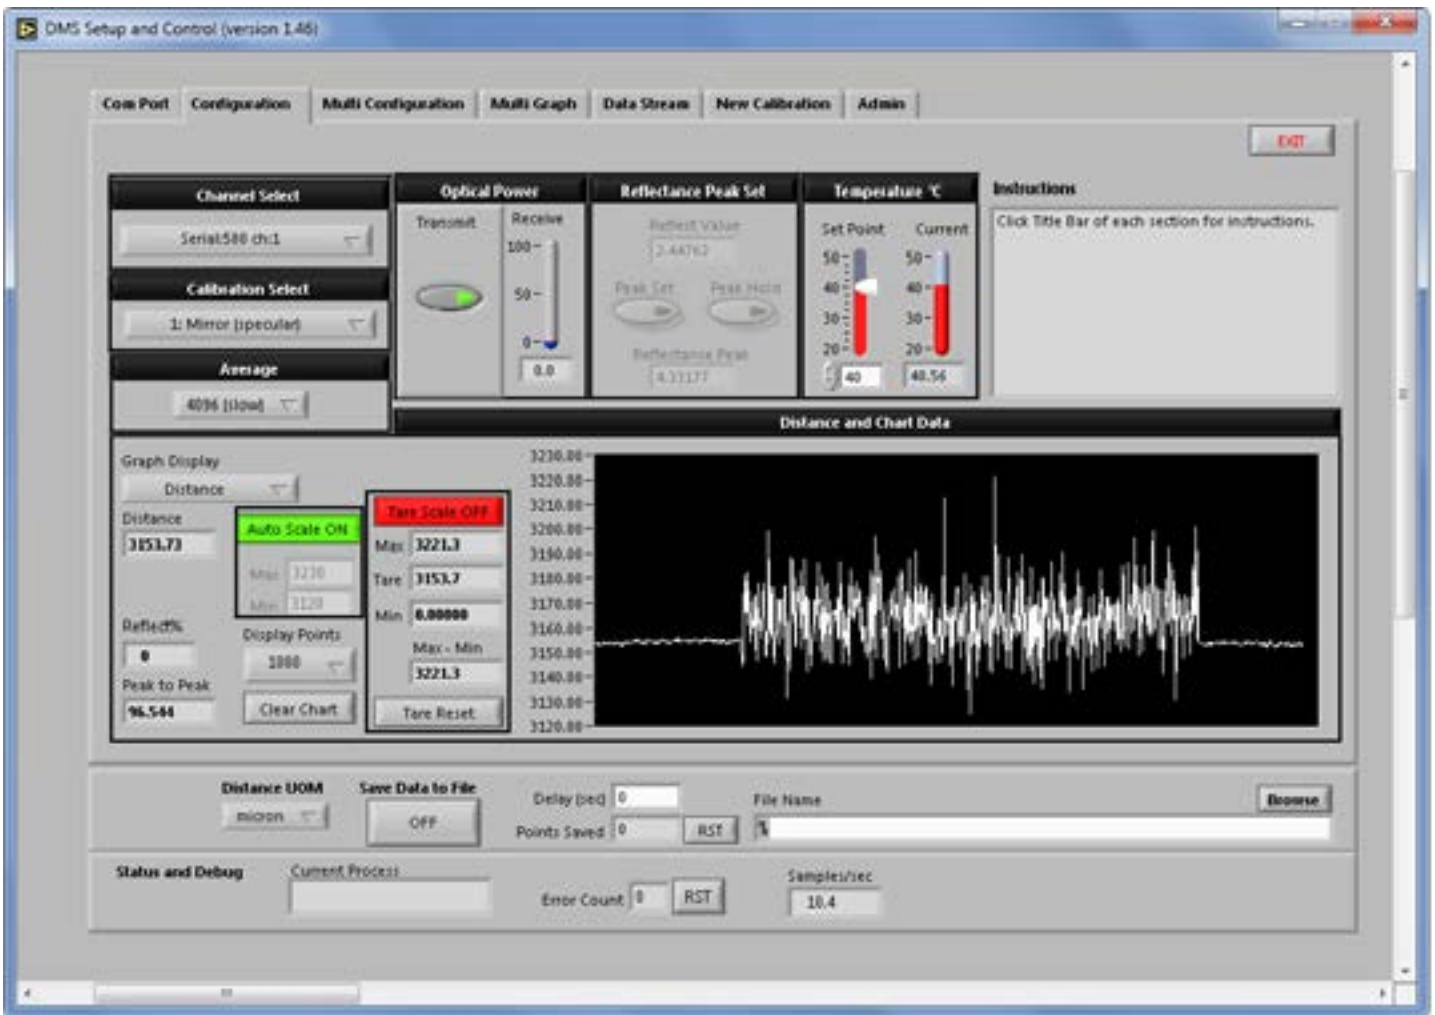 DMS Setup and Control (version 1.46)
Com Port Configuration Multi Configuration Multi Graph Data Stream New Calibration Admin
EXIT
Channel Select
Serial:580 ch:1
Calibration Select
1: Mirror (specular)
Average
4096 (slow)
Optical Power
Transmit
Receive
100
50
0
0.0
Reflectance Peak Set
Reflect Value
2.44762
Peak Set Peak Hold
Reflectance Peak
4.33177
Temperature °C
Set Point Current
50 50
40 40
30 30
20 20
40 40.56
Instructions
Click Title Bar of each section for instructions.
Distance and Chart Data
Graph Display
Distance
Distance
3153.73
Reflect%
0
Peak to Peak
96.544
Auto Scale ON
Max 3230
Min 3120
Display Points
1000
Clear Chart
Tare Scale OFF
Max 3221.3
Tare 3153.7
Min 0.00000
Max - Min
3221.3
Tare Reset
3230.00
3220.00
3210.00
3200.00
3190.00
3180.00
3170.00
3160.00
3150.00
3140.00
3130.00
3120.00
Distance UOM
micron
Save Data to File
OFF
Delay (sec) 0
Points Saved 0 RST
File Name
%
Browse
Status and Debug
Current Process
Error Count 0 RST
Samples/sec
10.4